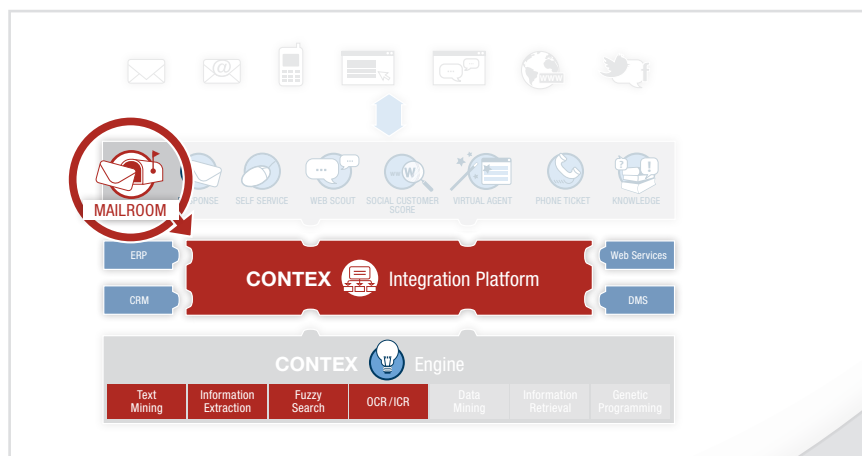 WWW
W
MAILROOM
PONSE
SELF SERVICE
WEB SCOUT
SOCIAL CUSTOMER
SCORE
VIRTUAL AGENT
PHONE TICKET
KNOWLEDGE
ERP
CRM
CONTEX Integration Platform
Web Services
DMS
CONTEX Engine
Text
Mining
Information
Extraction
Fuzzy
Search
OCR/ICR
Data
Mining
Information
Retrieval
Genetic
Programming